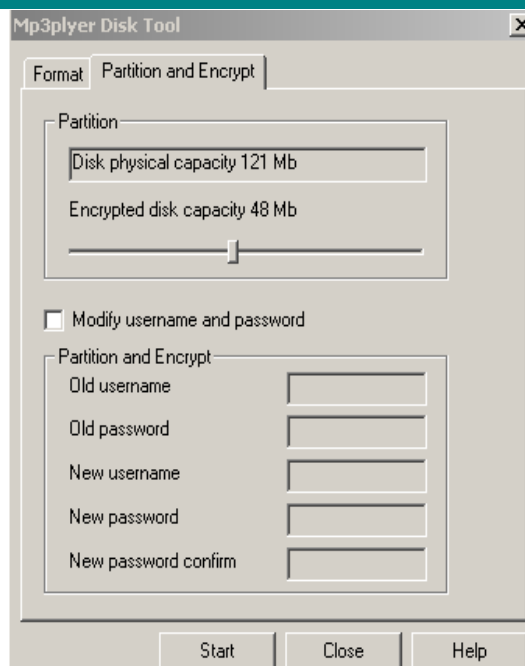 Mp3plyer Disk Tool
Format Partition and Encrypt
Partition
Disk physical capacity 121 Mb
Encrypted disk capacity 48 Mb
Modify username and password
Partition and Encrypt
Old username
Old password
New username
New password
New password confirm
Start Close Help